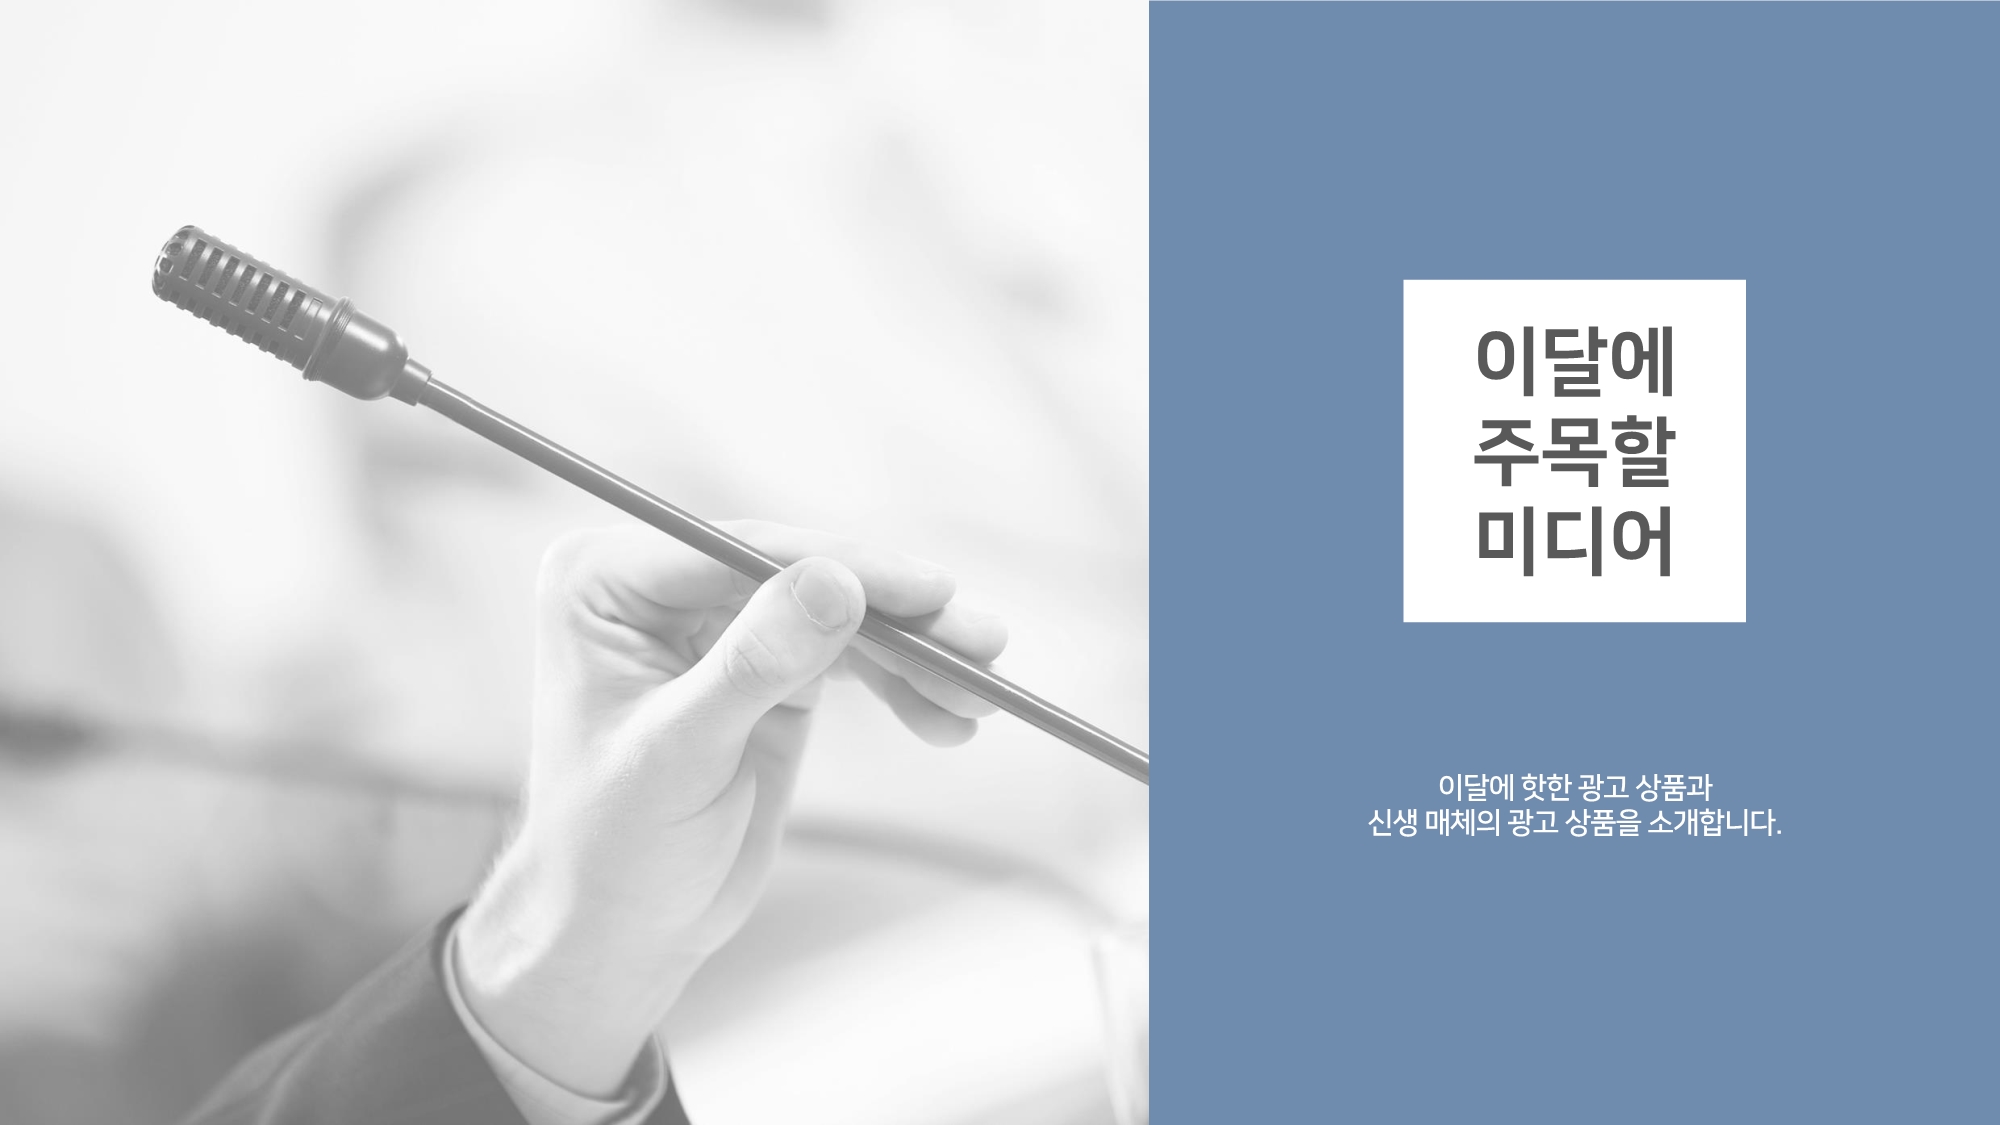 이달에
주목할
미디어
이달에 핫한 광고 상품과
신생 매체의 광고 상품을 소개합니다.